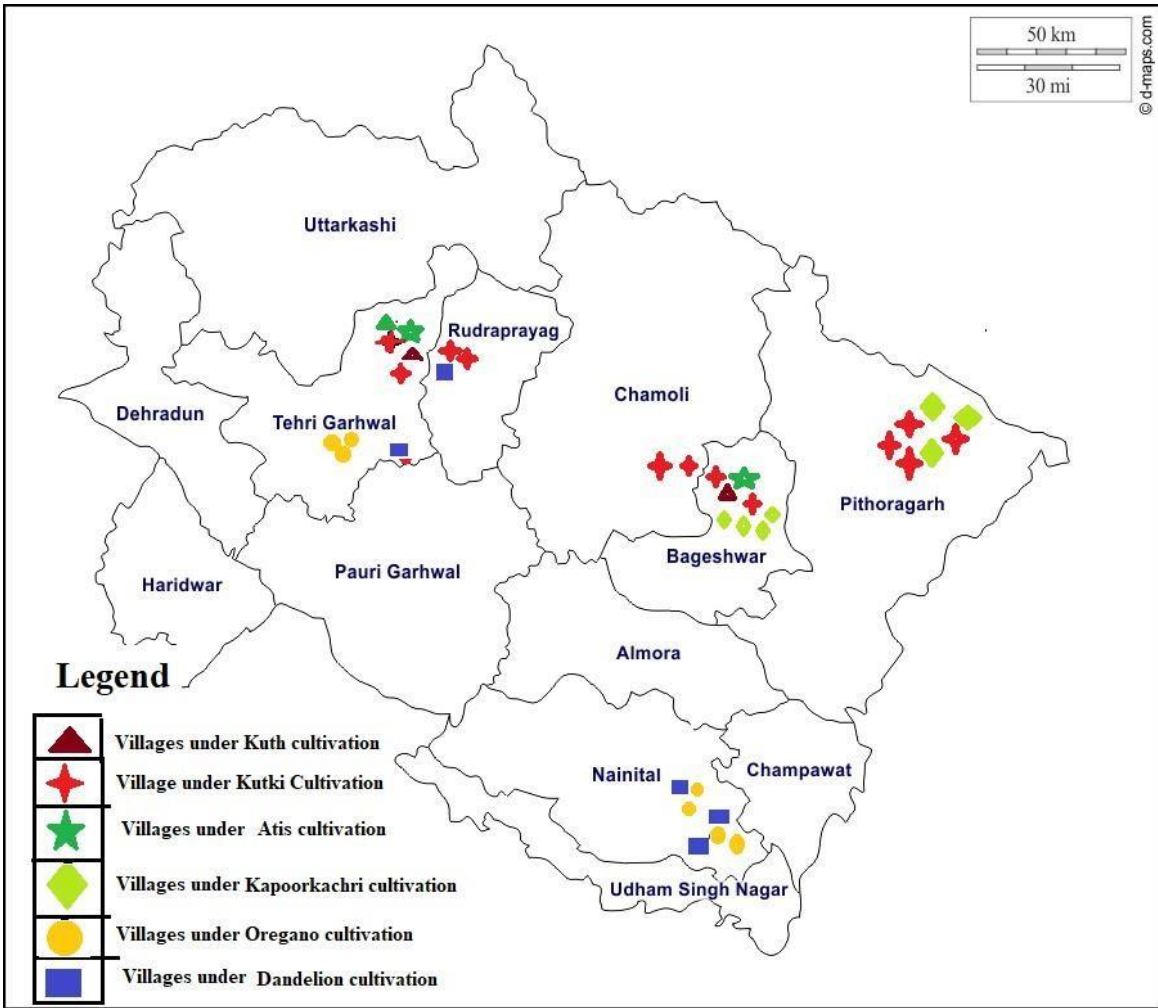 50 km
30 mi
© d-maps.com
Uttarkashi
Rudraprayag
Chamoli
Dehradun
Tehri Garhwal
Pithoragarh
Bageshwar
Pauri Garhwal
Haridwar
Almora
Legend
Villages under Kuth cultivation
Village under Kutki Cultivation
Villages under Atis cultivation
Villages under Kapoorkachri cultivation
Villages under Oregano cultivation
Villages under Dandelion cultivation
Nainital
Champawat
Udham Singh Nagar